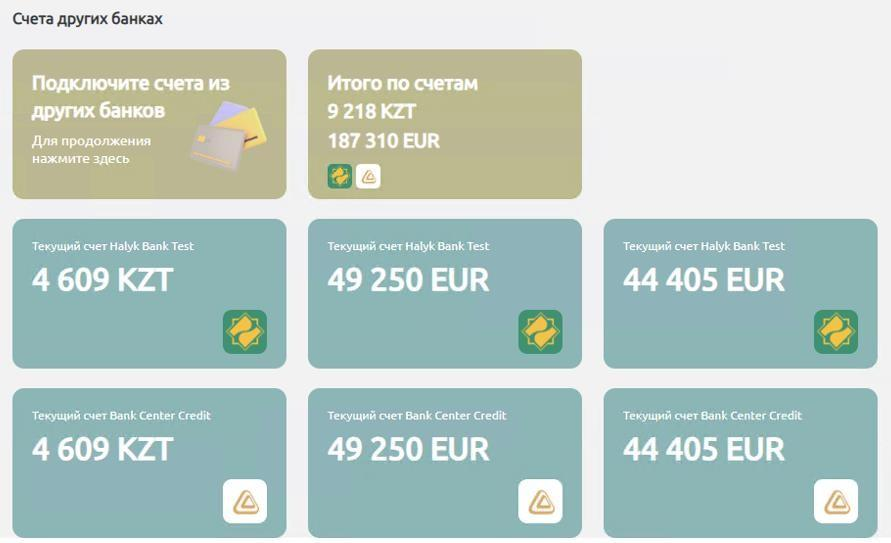 Счета других банках
Подключите счета из
других банков
Для продолжения
нажмите здесь
Итого по счетам
9 218 KZT
187 310 EUR
Текущий счет Halyk Bank Test
4 609 KZT
Текущий счет Halyk Bank Test
49 250 EUR
Текущий счет Halyk Bank Test
44 405 EUR
Текущий счет Bank Center Credit
4 609 KZT
Текущий счет Bank Center Credit
49 250 EUR
Текущий счет Bank Center Credit
44 405 EUR